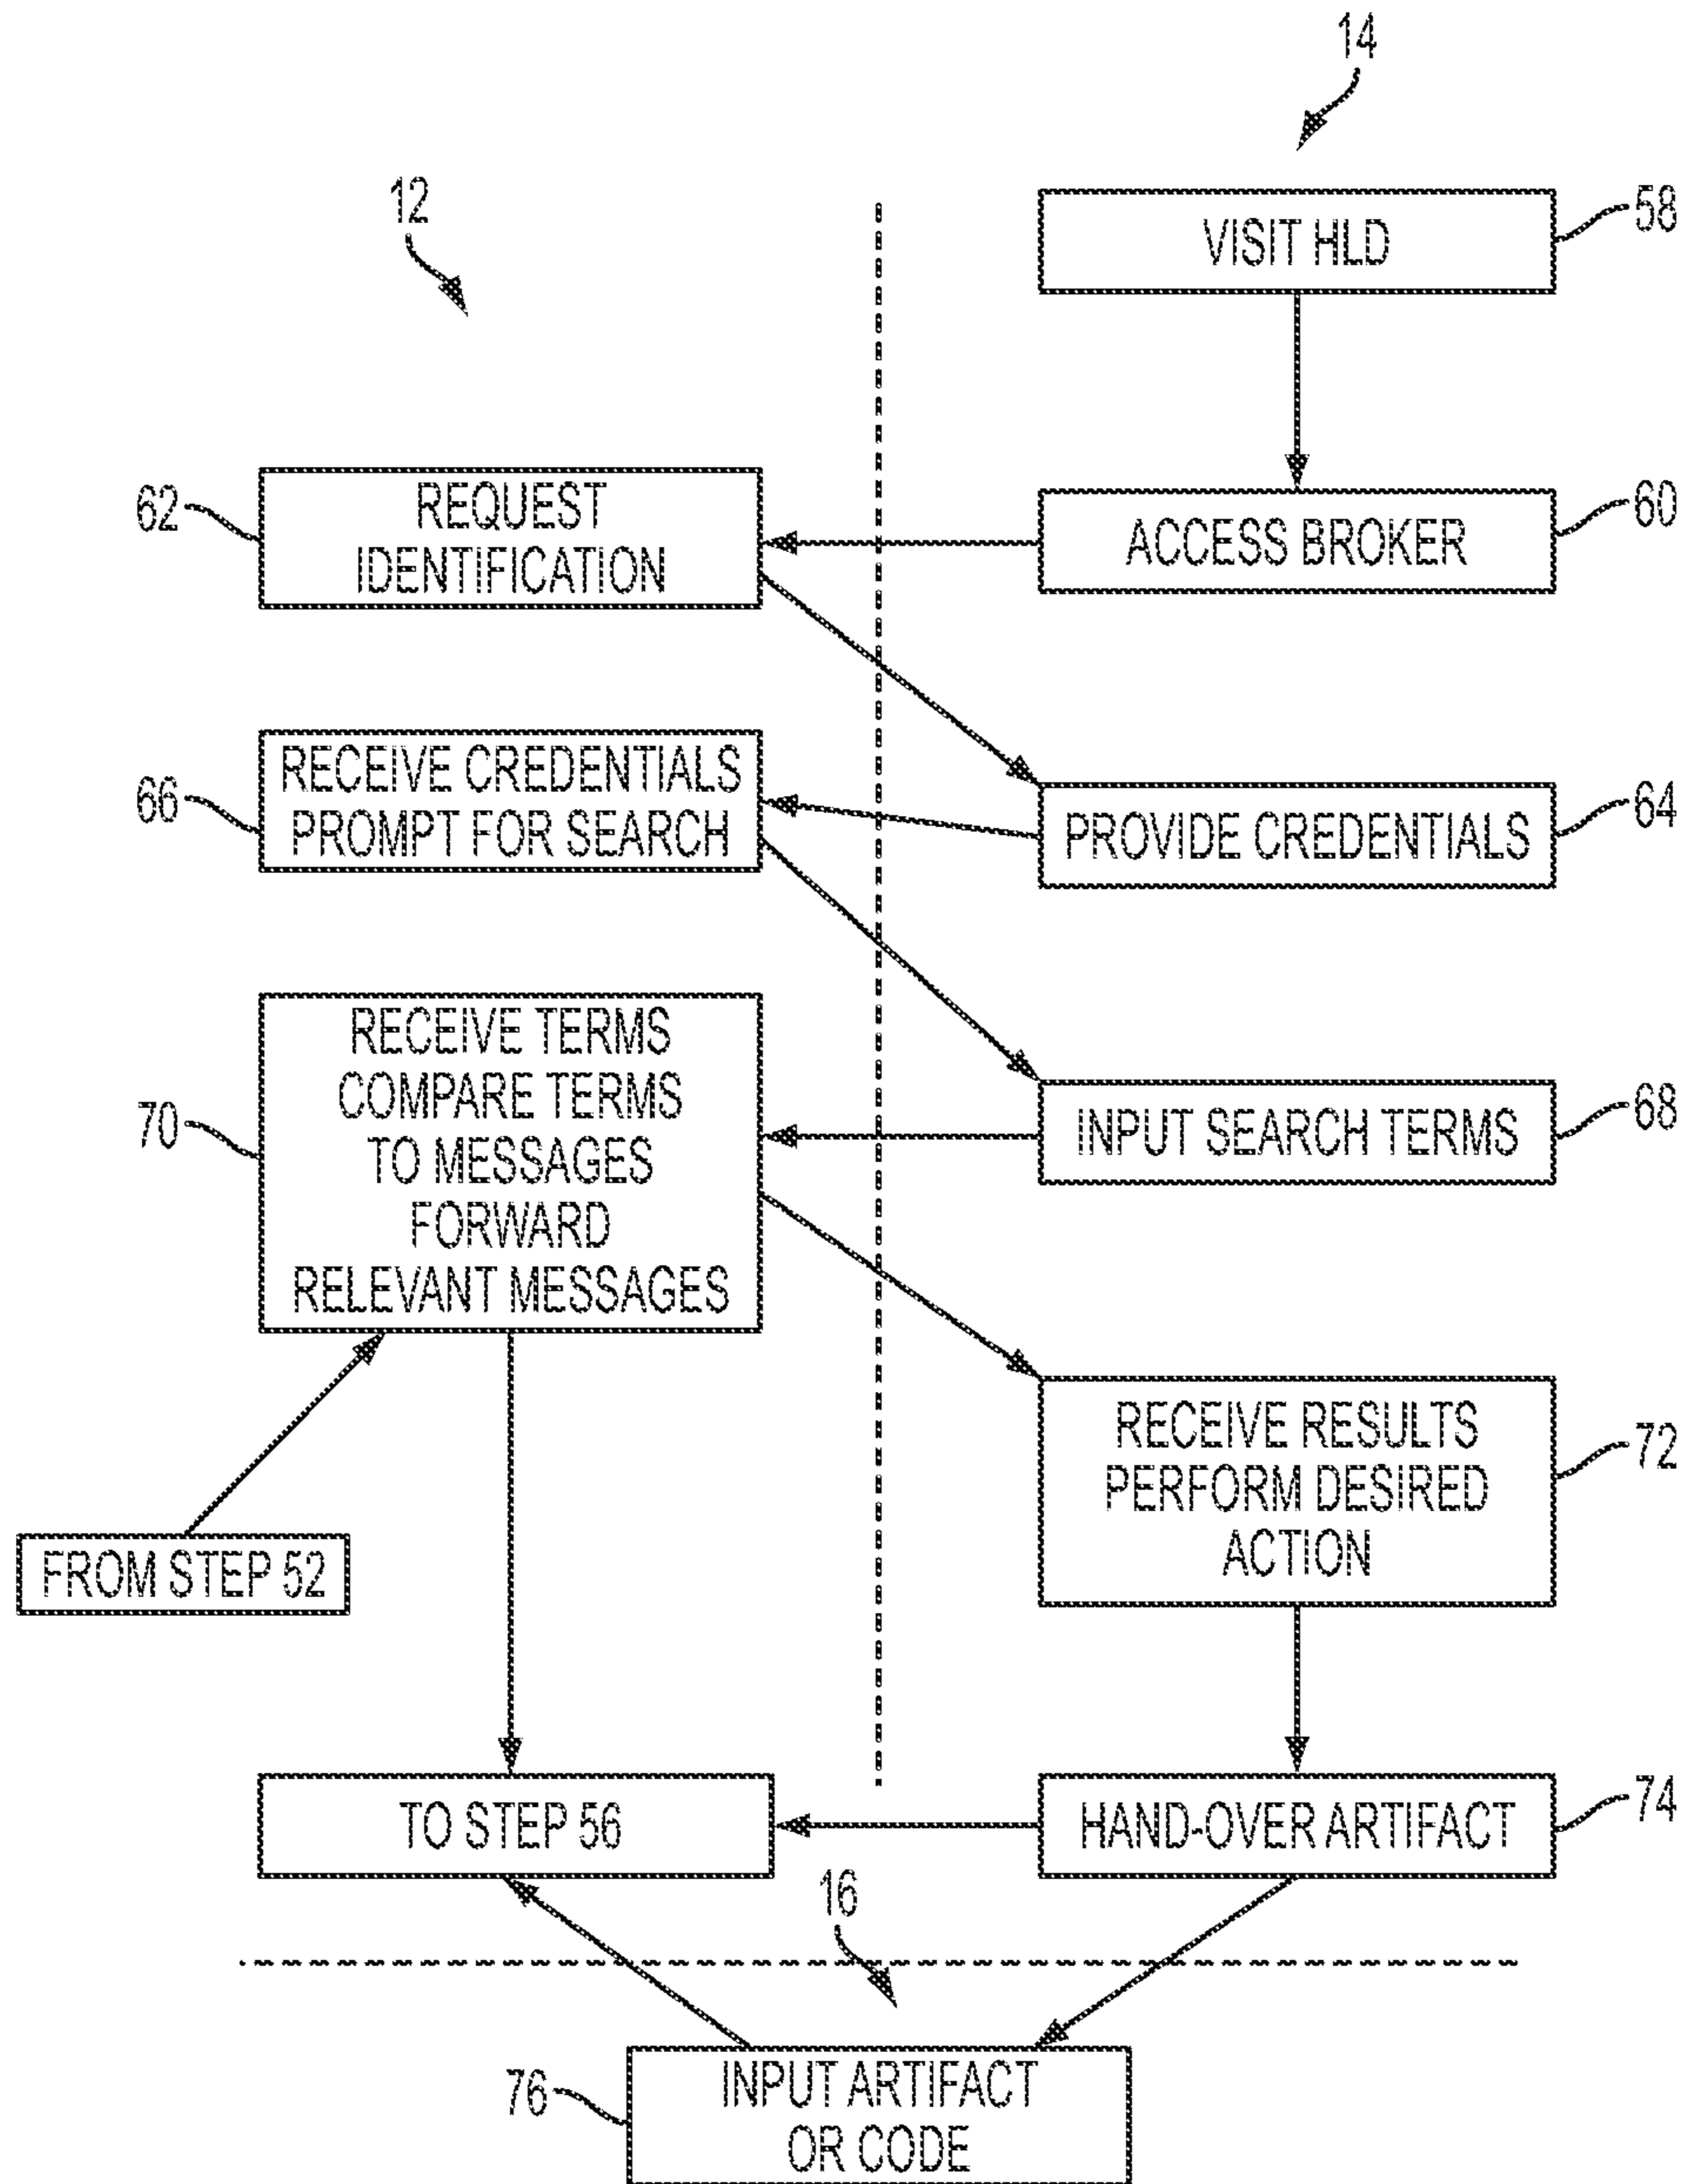 14
12
VISIT HLD
58
62
REQUEST
IDENTIFICATION
ACCESS BROKER
60
66
RECEIVE CREDENTIALS
PROMPT FOR SEARCH
PROVIDE CREDENTIALS
64
70
RECEIVE TERMS
COMPARE TERMS
TO MESSAGES
FORWARD
RELEVANT MESSAGES
INPUT SEARCH TERMS
68
RECEIVE RESULTS
PERFORM DESIRED
ACTION
72
FROM STEP 52
TO STEP 56
HAND-OVER ARTIFACT
74
16
76
INPUT ARTIFACT
OR CODE